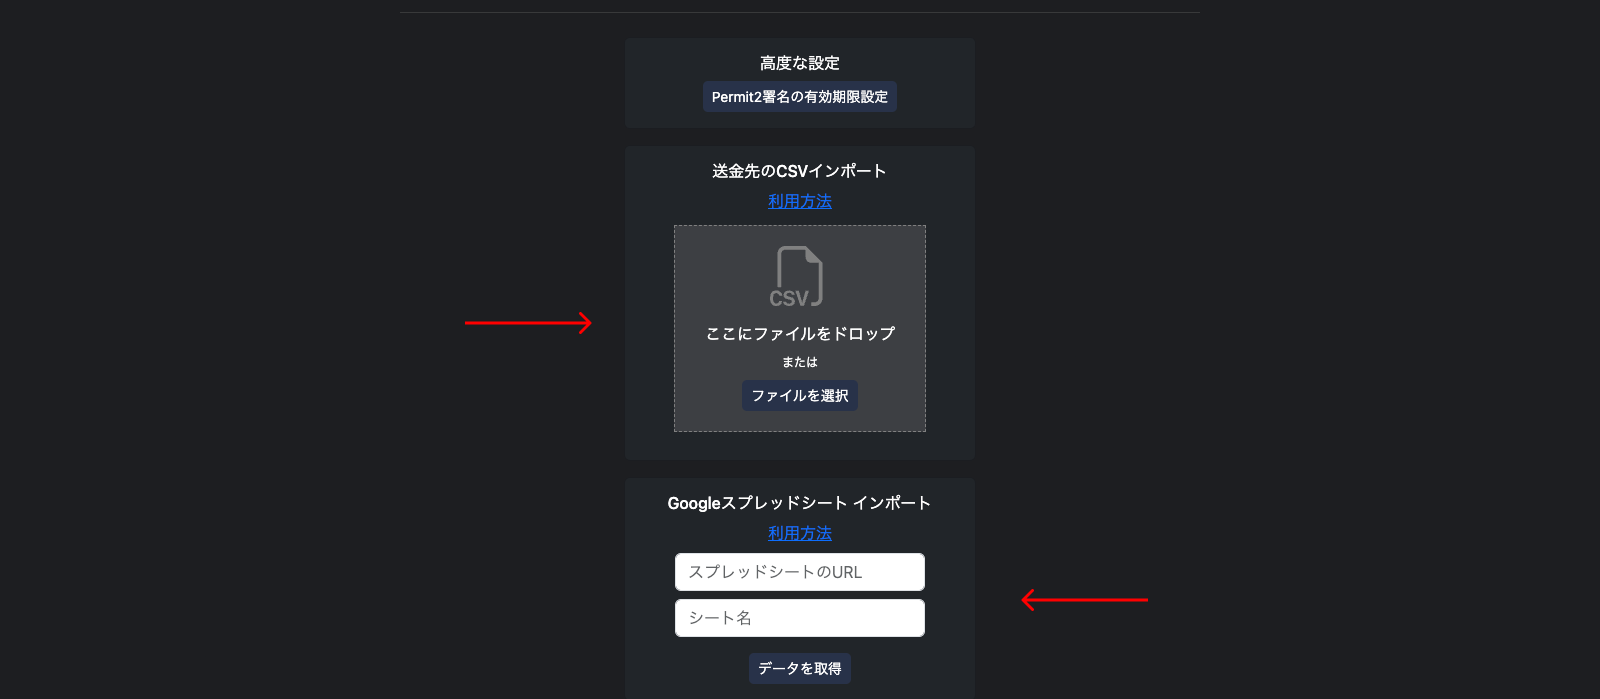 高度な設定
Permit2署名の有効期限設定
送金先のCSVインポート
利用方法
CSV
ここにファイルをドロップ
または
ファイルを選択
Googleスプレッドシート インポート
利用方法
スプレッドシートのURL
シート名
データを取得